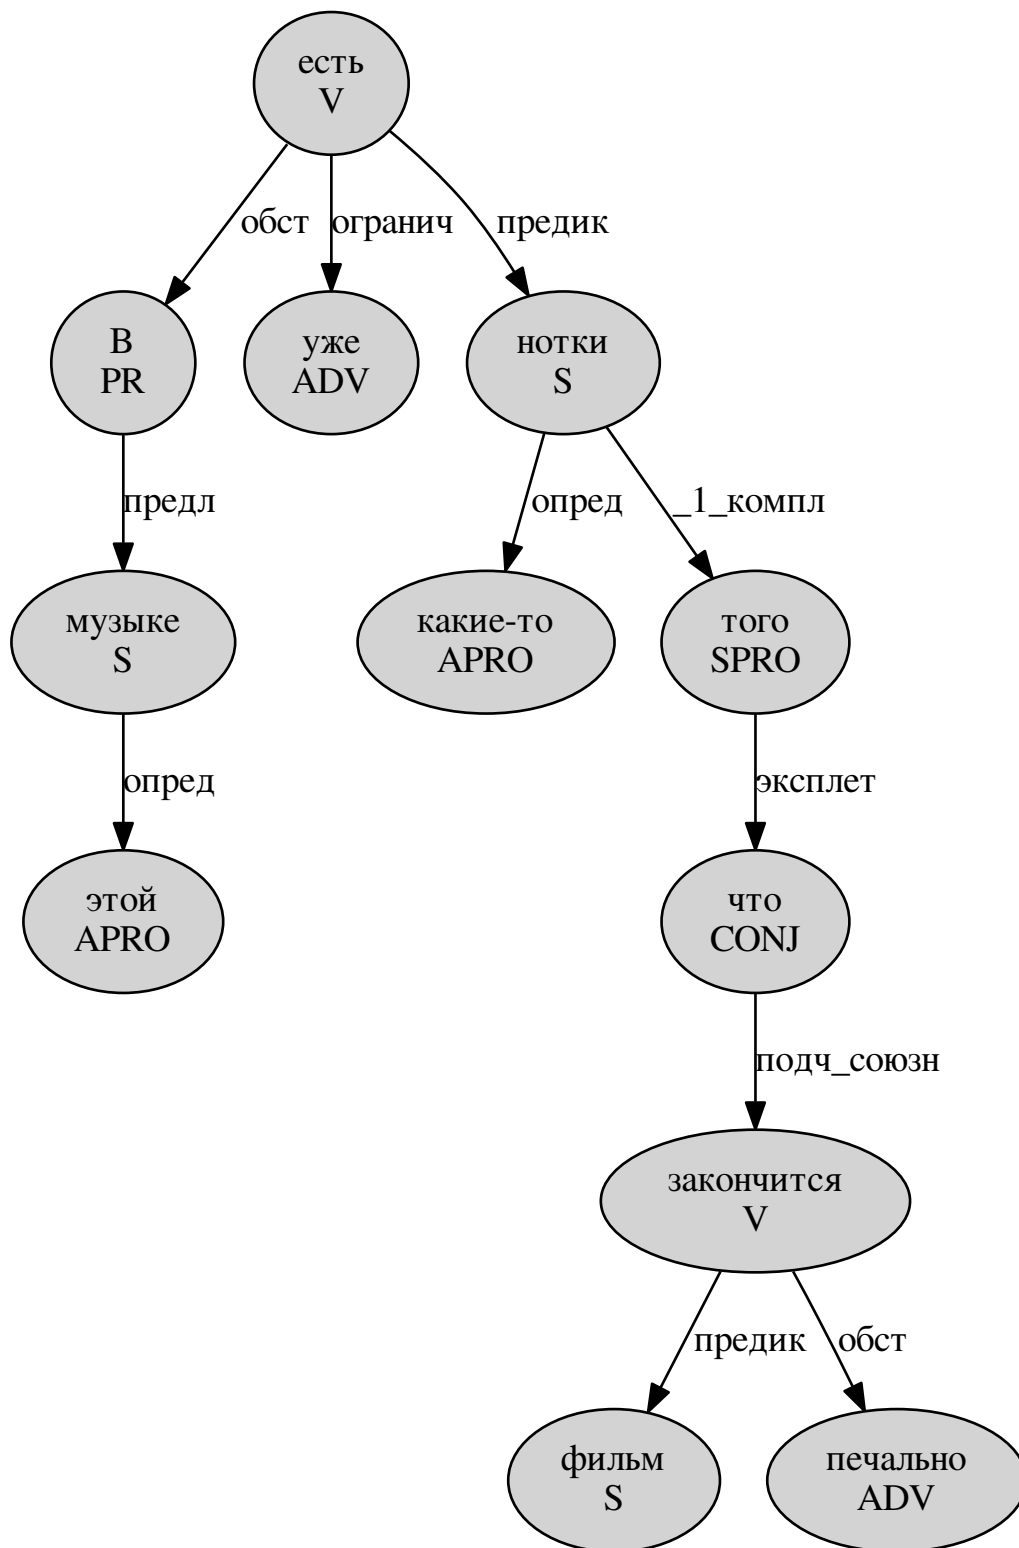 есть
V
обст
огранич
предик
В
PR
уже
ADV
нотки
S
предл
опред
_1_компл
музыке
S
какие-то
APRO
того
SPRO
опред
эксплет
этой
APRO
что
CONJ
подч_союзн
закончится
V
предик
обст
фильм
S
печально
ADV